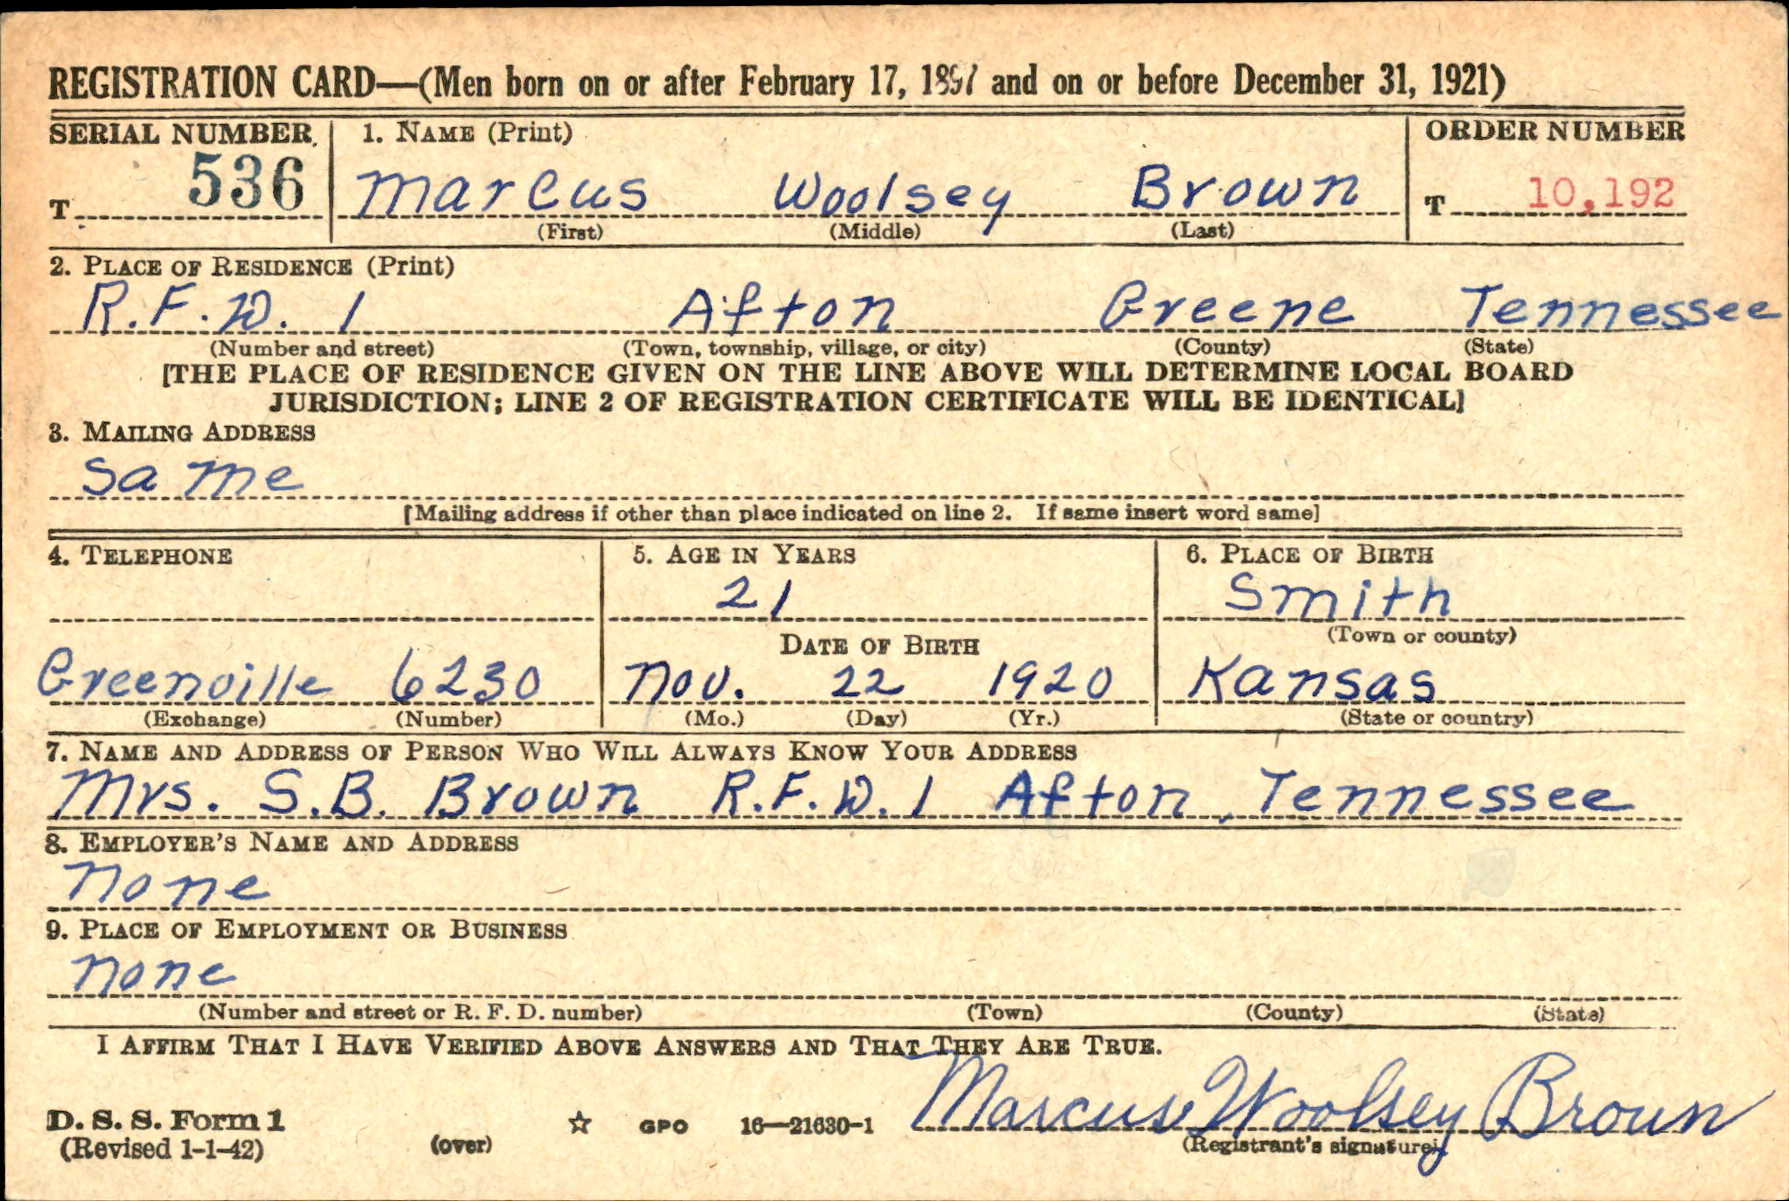 REGISTRATION CARD—(Men born on or after February 17, 1897 and on or before December 31, 1921)
SERIAL NUMBER 1. NAME (Print) ORDER NUMBER
T 536 Marcus Woolsey Brown T 10,192
(First) (Middle) (Last)
2. PLACE OF RESIDENCE (Print)
R.F.D. 1 Afton Greene Tennessee
(Number and street) (Town, township, village, or city) (County) (State)
[THE PLACE OF RESIDENCE GIVEN ON THE LINE ABOVE WILL DETERMINE LOCAL BOARD
JURISDICTION; LINE 2 OF REGISTRATION CERTIFICATE WILL BE IDENTICAL]
3. MAILING ADDRESS
Same
[Mailing address if other than place indicated on line 2. If same insert word same]
4. TELEPHONE 5. AGE IN YEARS 6. PLACE OF BIRTH
21 Smith
DATE OF BIRTH (Town or county)
Greenville 6230 Nov. 22 1920 Kansas
(Exchange) (Number) (Mo.) (Day) (Yr.) (State or country)
7. NAME AND ADDRESS OF PERSON WHO WILL ALWAYS KNOW YOUR ADDRESS
Mrs. S.B. Brown R.F.D. 1 Afton, Tennessee
8. EMPLOYER'S NAME AND ADDRESS
None
9. PLACE OF EMPLOYMENT OR BUSINESS
None
(Number and street or R. F. D. number) (Town) (County) (State)
I AFFIRM THAT I HAVE VERIFIED ABOVE ANSWERS AND THAT THEY ARE TRUE.
D. S. S. Form 1 Marcus Woolsey Brown
(Revised 1-1-42) (over) ☆ GPO 16—21630-1 (Registrant's signature)